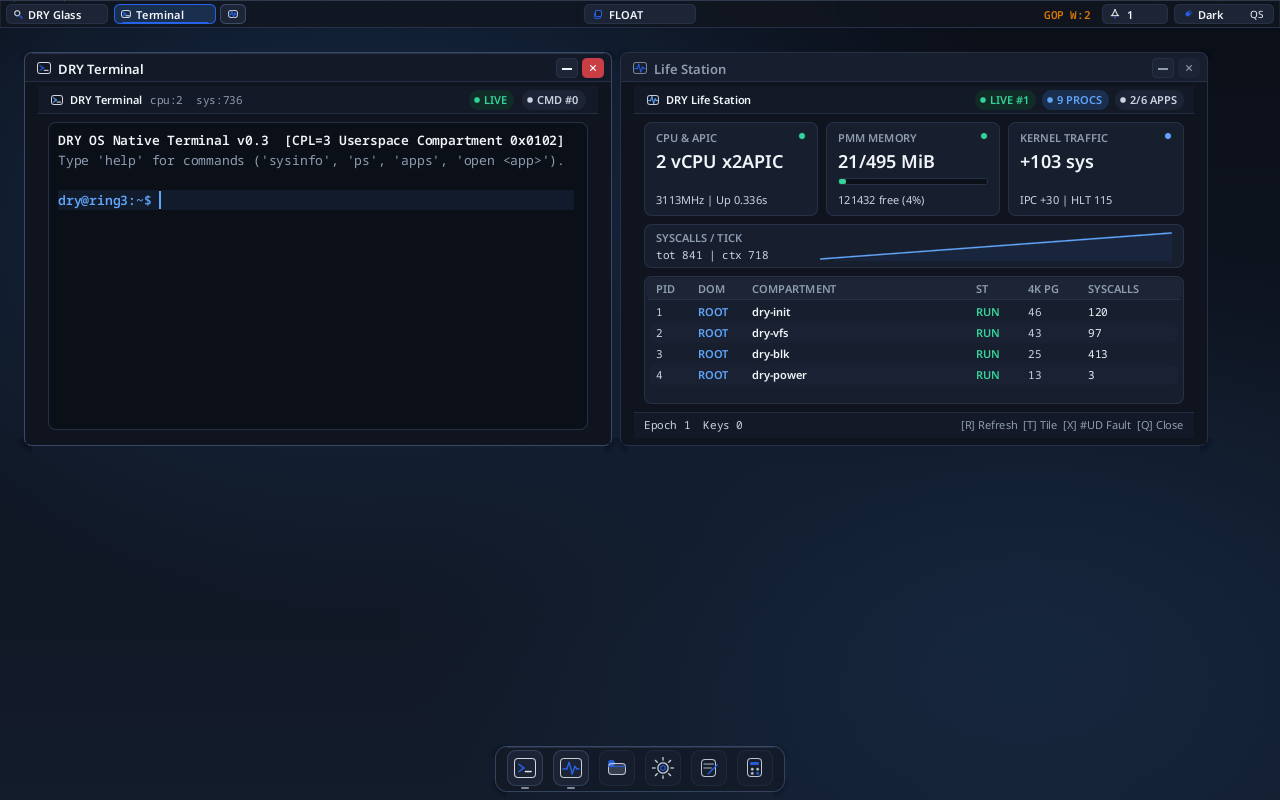 DRY Glass
Terminal
FLOAT
GOP W:2
1
Dark
QS
DRY Terminal
DRY Terminal cpu:2 sys:736
LIVE
CMD #0
DRY OS Native Terminal v0.3 [CPL=3 Userspace Compartment 0x0102]
Type 'help' for commands ('sysinfo', 'ps', 'apps', 'open <app>').
dry@ring3:~$
Life Station
DRY Life Station
LIVE #1
9 PROCS
2/6 APPS
CPU & APIC
2 vCPU x2APIC
3113MHz | Up 0.336s
PMM MEMORY
21/495 MiB
121432 free (4%)
KERNEL TRAFFIC
+103 sys
IPC +30 | HLT 115
SYSCALLS / TICK
tot 841 | ctx 718
PID DOM COMPARTMENT ST 4K PG SYSCALLS
1 ROOT dry-init RUN 46 120
2 ROOT dry-vfs RUN 43 97
3 ROOT dry-blk RUN 25 413
4 ROOT dry-power RUN 13 3
Epoch 1 Keys 0
[R] Refresh [T] Tile [X] #UD Fault [Q] Close